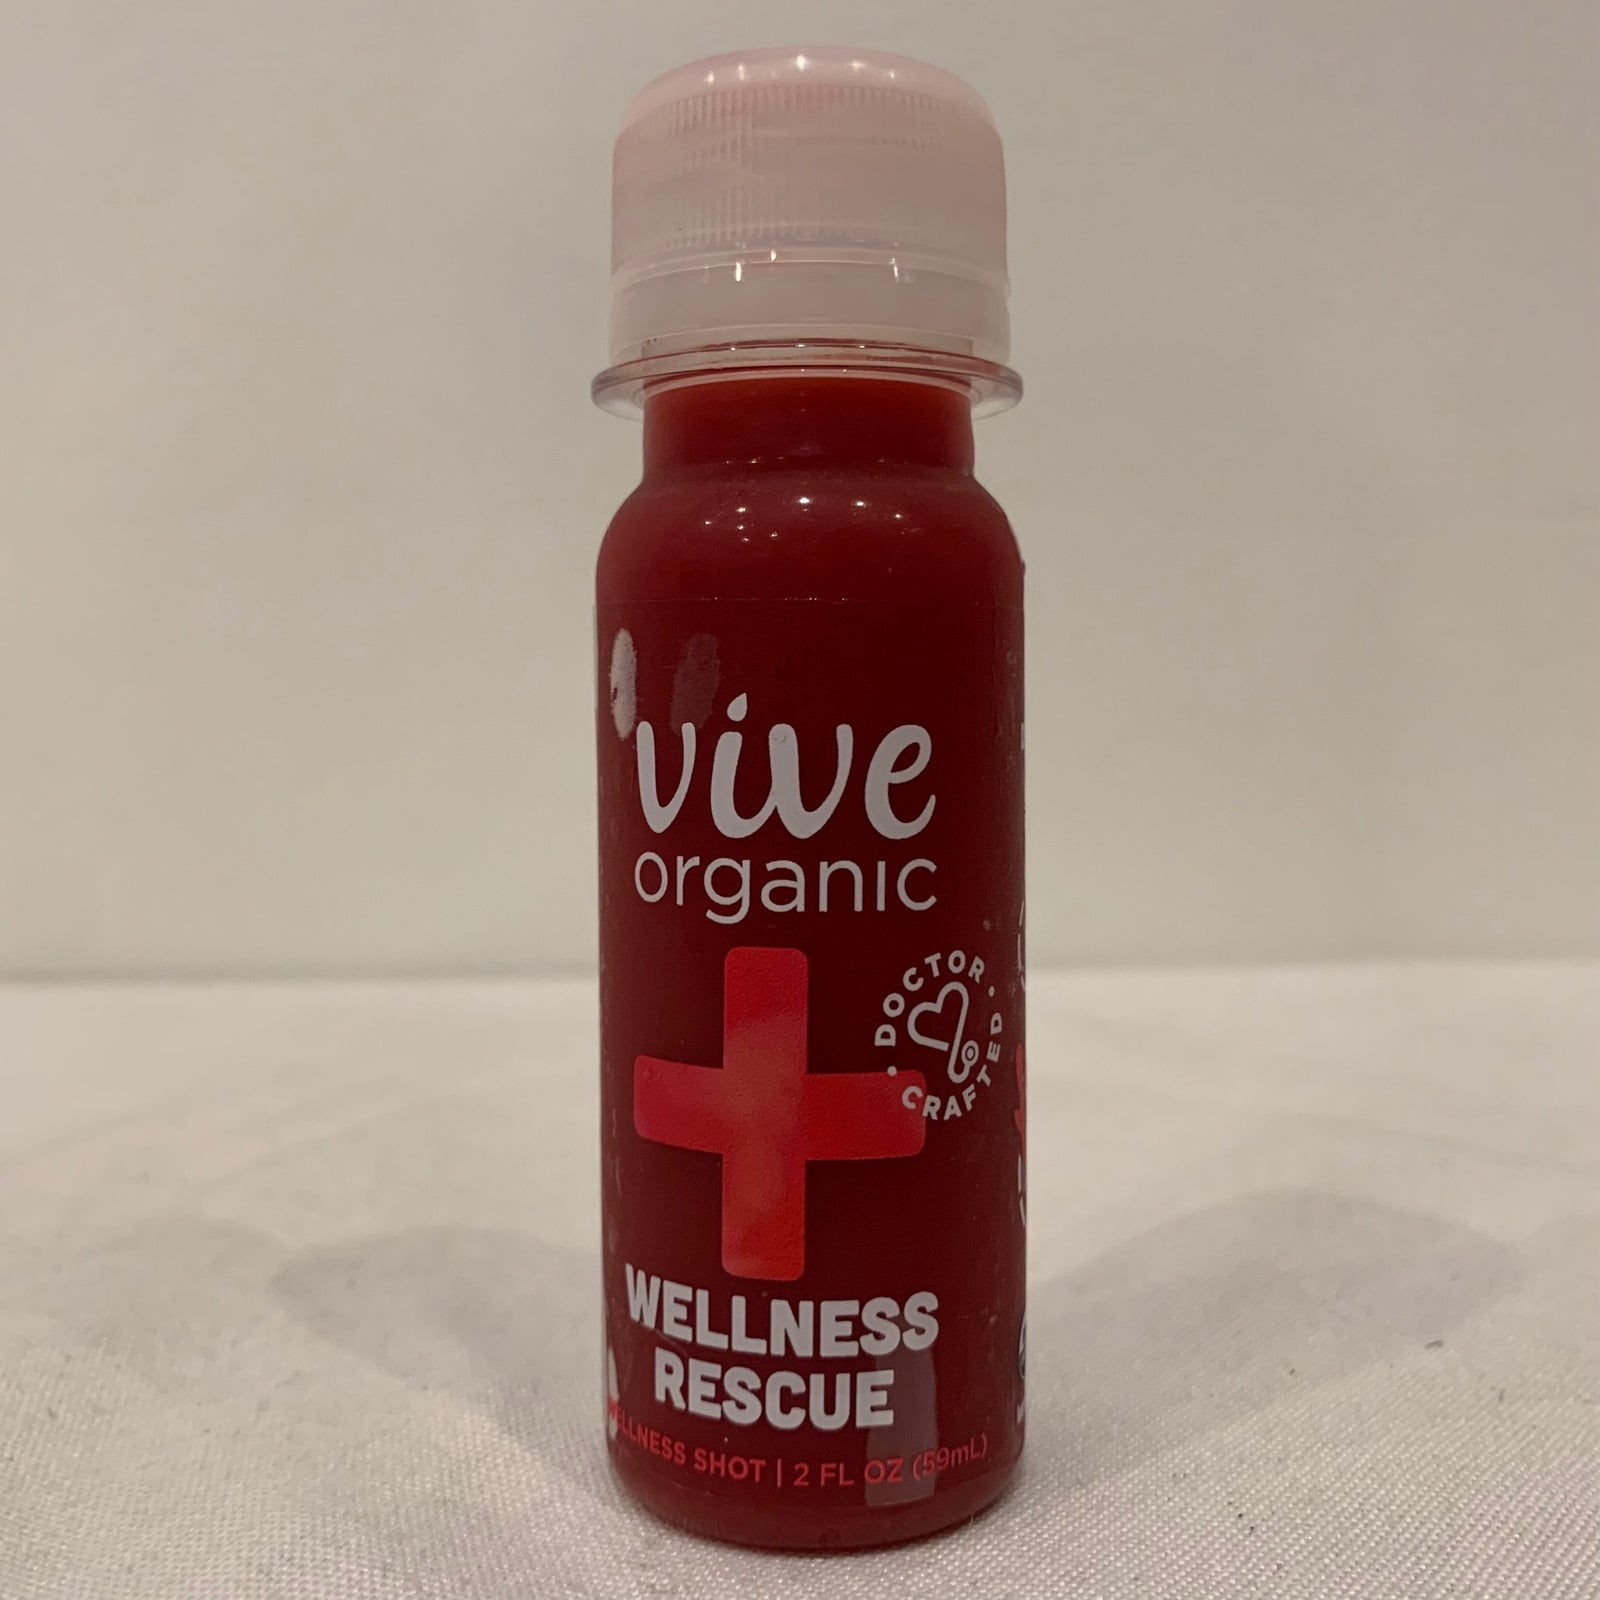 vive
organic
DOCTOR • CRAFTED •
WELLNESS
RESCUE
WELLNESS SHOT | 2 FL OZ (59mL)